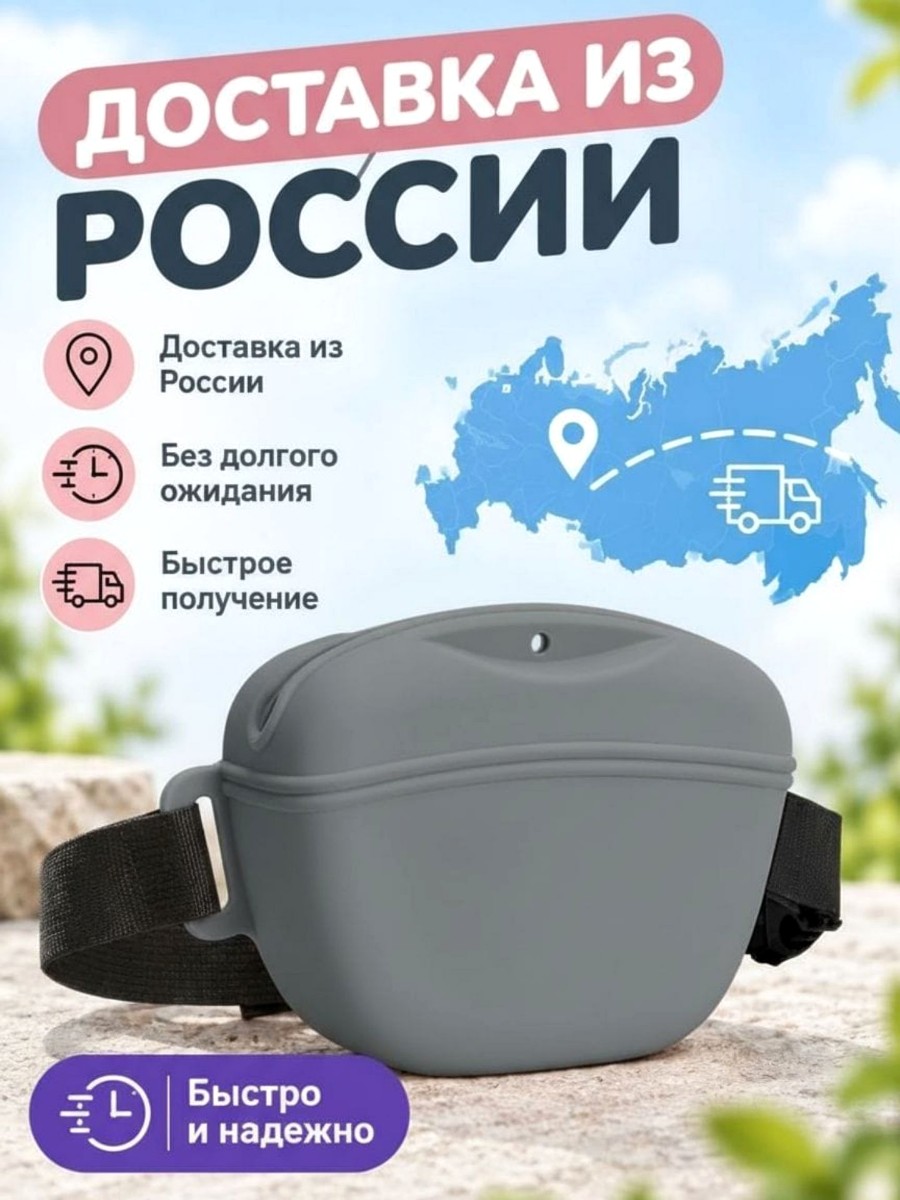 ДОСТАВКА ИЗ
РОССИИ
Доставка из
России
Без долгого
ожидания
Быстрое
получение
Быстро
и надежно